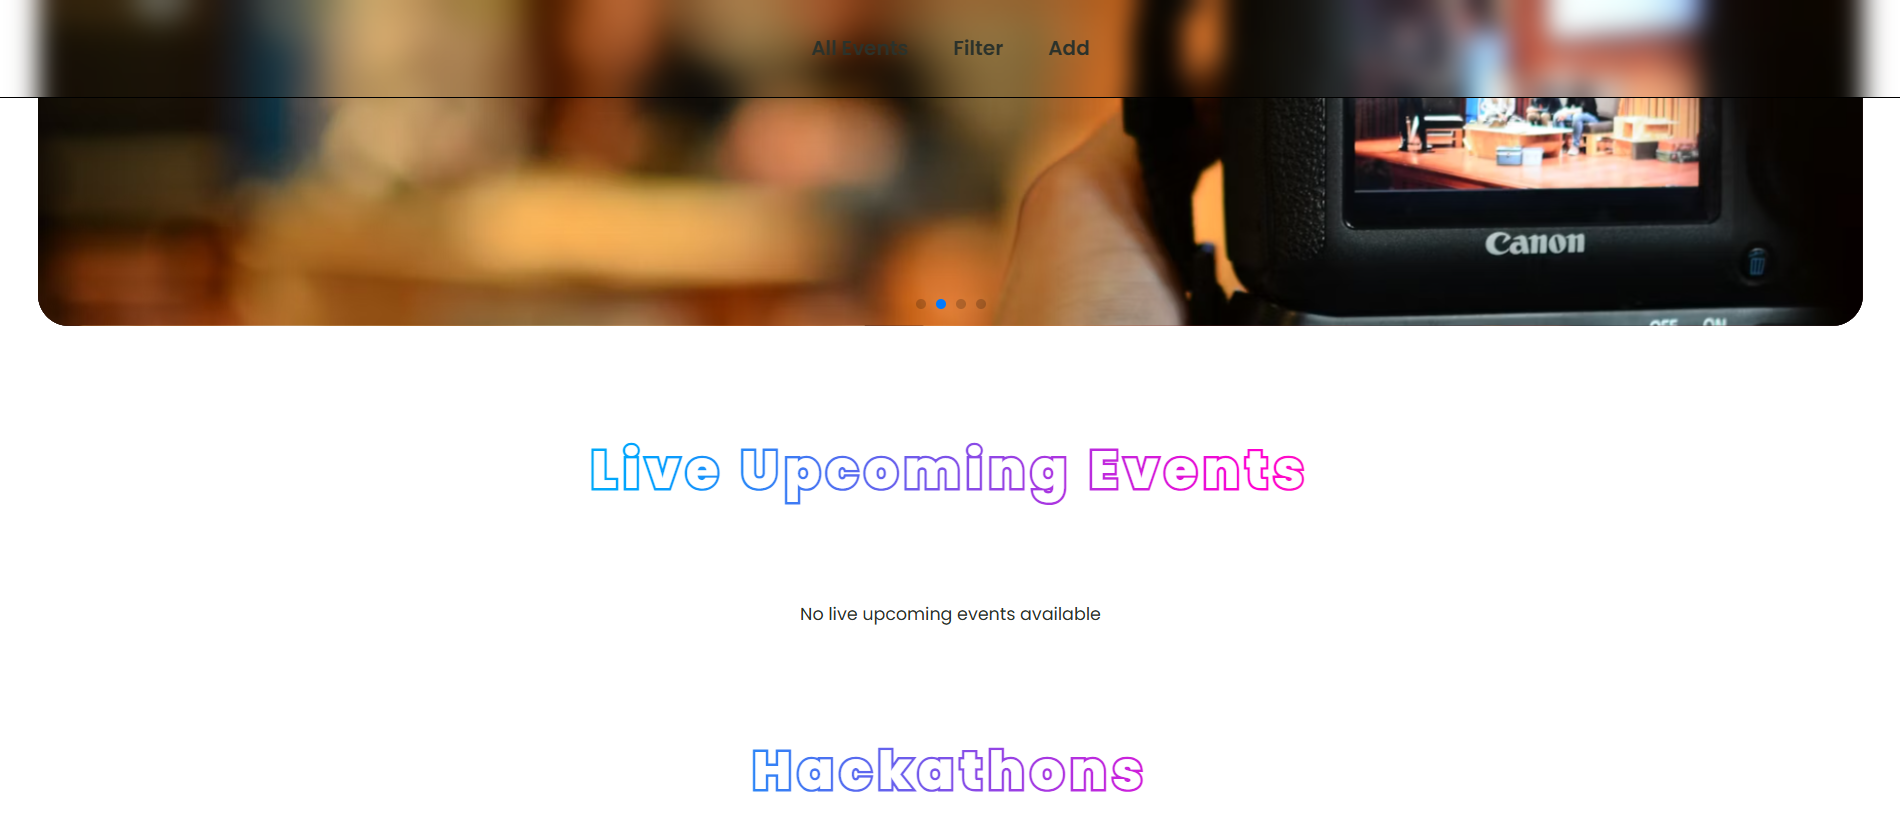 All Events Filter Add
Canon
OFF ON
Live Upcoming Events
No live upcoming events available
Hackathons